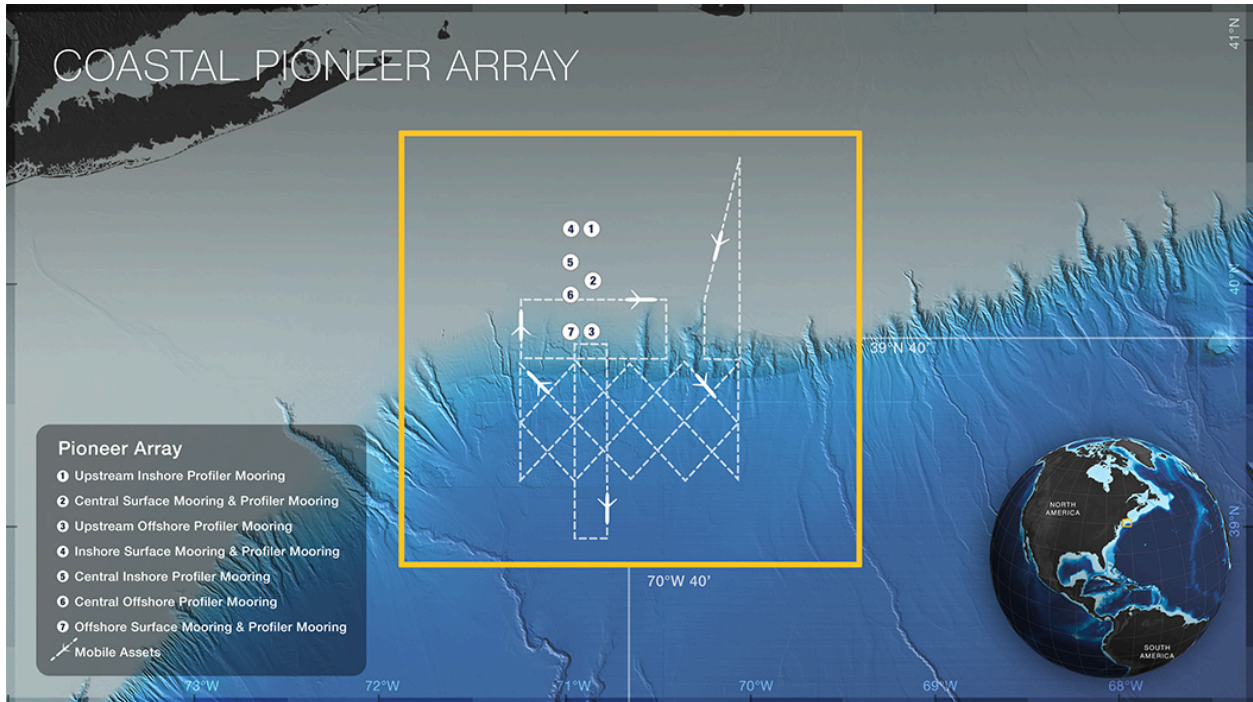 COASTAL PIONEER ARRAY
41°N
4 1
5
2
6
7 3
40°N
39°N 40'
Pioneer Array
1 Upstream Inshore Profiler Mooring
2 Central Surface Mooring & Profiler Mooring
3 Upstream Offshore Profiler Mooring
4 Inshore Surface Mooring & Profiler Mooring
5 Central Inshore Profiler Mooring
6 Central Offshore Profiler Mooring
7 Offshore Surface Mooring & Profiler Mooring
Mobile Assets
NORTH
AMERICA
39°N
70°W 40'
SOUTH
AMERICA
73°W 72°W 71°W 70°W 69°W 68°W